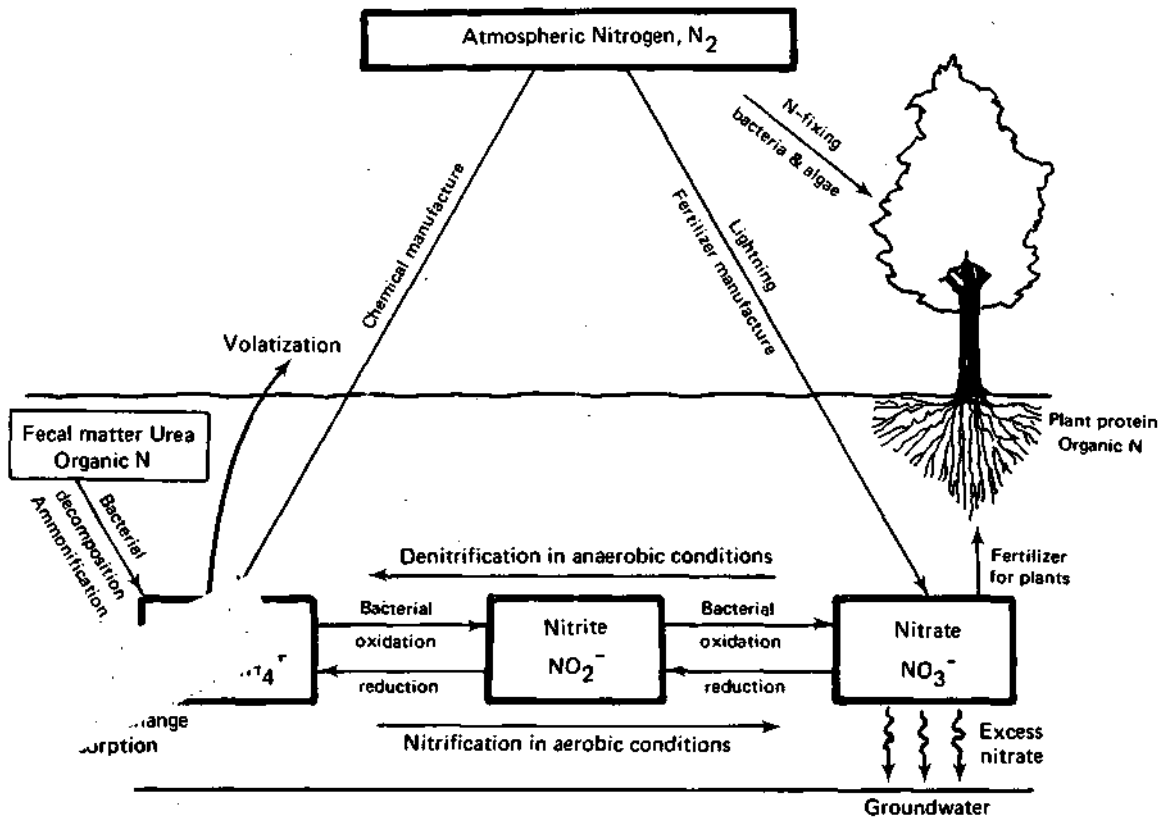 Atmospheric Nitrogen, N2
N-fixing
bacteria & algae
Chemical manufacture
Lightning
Fertilizer manufacture
Volatization
Fecal matter Urea
Organic N
Plant protein
Organic N
Bacterial
decomposition
Ammonification
Denitrification in anaerobic conditions
Fertilizer
for plants
Bacterial
oxidation
reduction
Nitrite
NO2-
Bacterial
oxidation
reduction
Nitrate
NO3-
Nitrification in aerobic conditions
Excess
nitrate
Groundwater